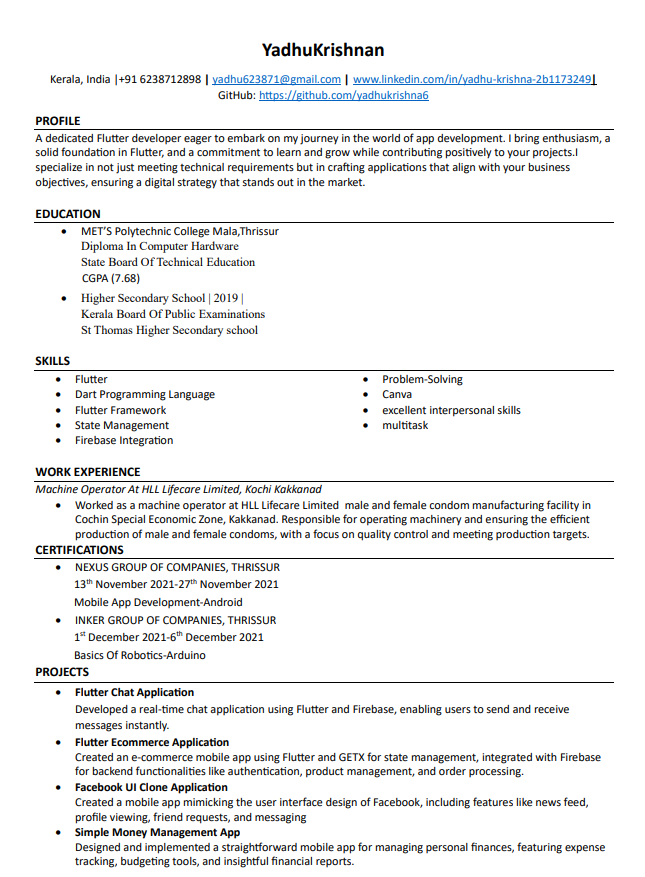 YadhuKrishnan
Kerala, India |+91 6238712898 | yadhu623871@gmail.com | www.linkedin.com/in/yadhu-krishna-2b1173249|
GitHub: https://github.com/yadhukrishna6
PROFILE
A dedicated Flutter developer eager to embark on my journey in the world of app development. I bring enthusiasm, a
solid foundation in Flutter, and a commitment to learn and grow while contributing positively to your projects.I
specialize in not just meeting technical requirements but in crafting applications that align with your business
objectives, ensuring a digital strategy that stands out in the market.
EDUCATION
• MET'S Polytechnic College Mala,Thrissur
Diploma In Computer Hardware
State Board Of Technical Education
CGPA (7.68)
• Higher Secondary School | 2019 |
Kerala Board Of Public Examinations
St Thomas Higher Secondary school
SKILLS
• Flutter
• Dart Programming Language
• Flutter Framework
• State Management
• Firebase Integration
• Problem-Solving
• Canva
• excellent interpersonal skills
• multitask
WORK EXPERIENCE
Machine Operator At HLL Lifecare Limited, Kochi Kakkanad
• Worked as a machine operator at HLL Lifecare Limited male and female condom manufacturing facility in
Cochin Special Economic Zone, Kakkanad. Responsible for operating machinery and ensuring the efficient
production of male and female condoms, with a focus on quality control and meeting production targets.
CERTIFICATIONS
• NEXUS GROUP OF COMPANIES, THRISSUR
13th November 2021-27th November 2021
Mobile App Development-Android
• INKER GROUP OF COMPANIES, THRISSUR
1st December 2021-6th December 2021
Basics Of Robotics-Arduino
PROJECTS
• Flutter Chat Application
Developed a real-time chat application using Flutter and Firebase, enabling users to send and receive
messages instantly.
• Flutter Ecommerce Application
Created an e-commerce mobile app using Flutter and GETX for state management, integrated with Firebase
for backend functionalities like authentication, product management, and order processing.
• Facebook UI Clone Application
Created a mobile app mimicking the user interface design of Facebook, including features like news feed,
profile viewing, friend requests, and messaging
• Simple Money Management App
Designed and implemented a straightforward mobile app for managing personal finances, featuring expense
tracking, budgeting tools, and insightful financial reports.